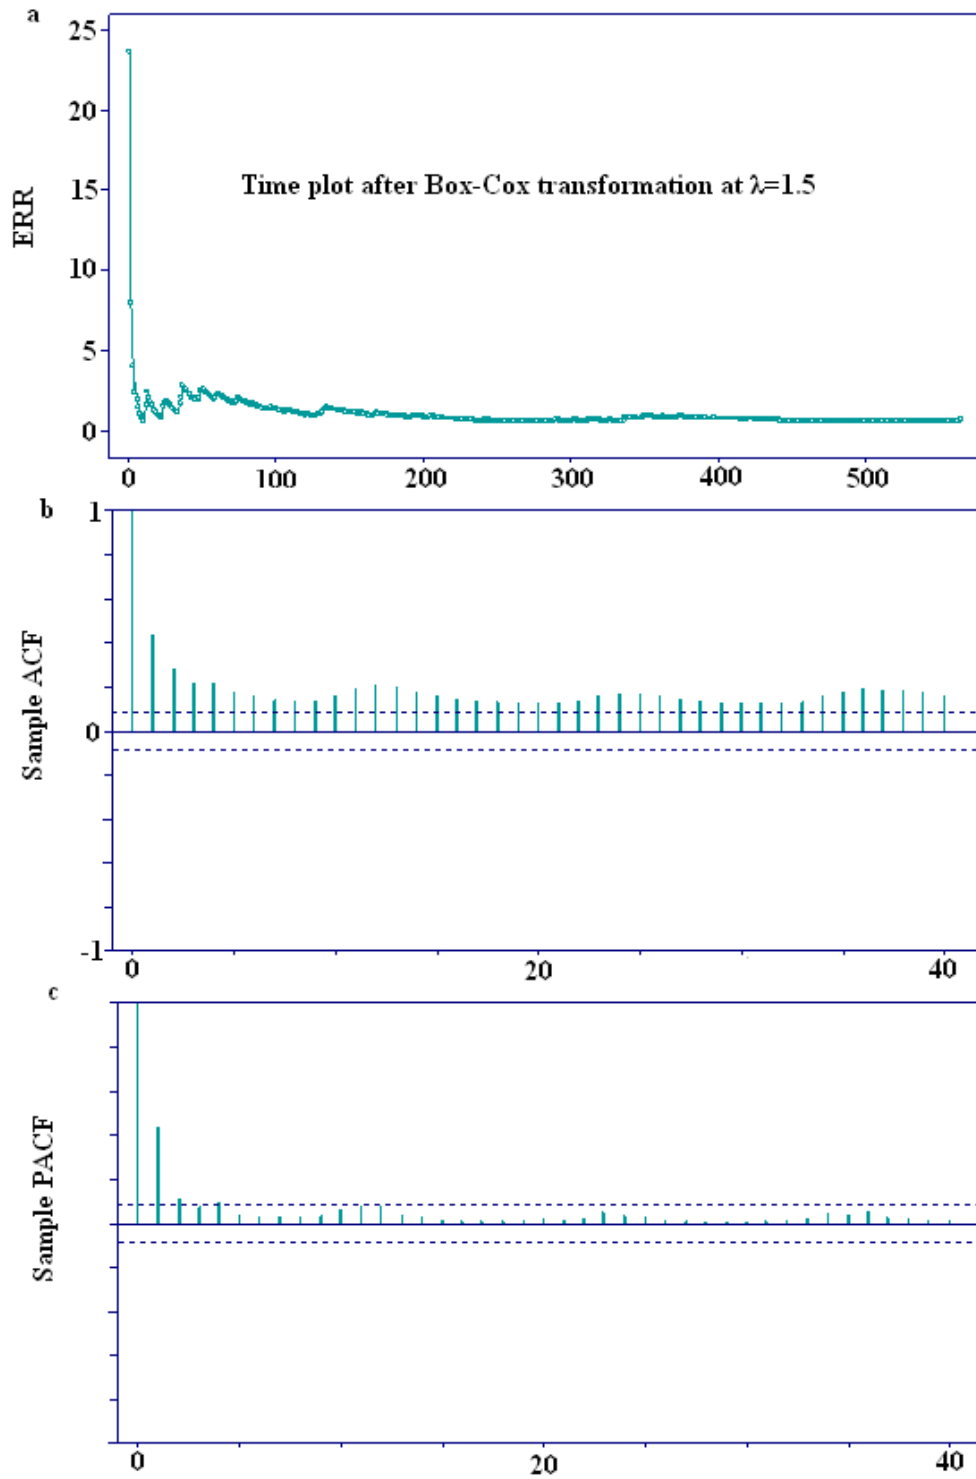 a
25
20
Time plot after Box-Cox transformation at λ=1.5
15
ERR
10
5
0
0 100 200 300 400 500
b
1
Sample ACF
0
-1
0 20 40
c
Sample PACF
0 20 40